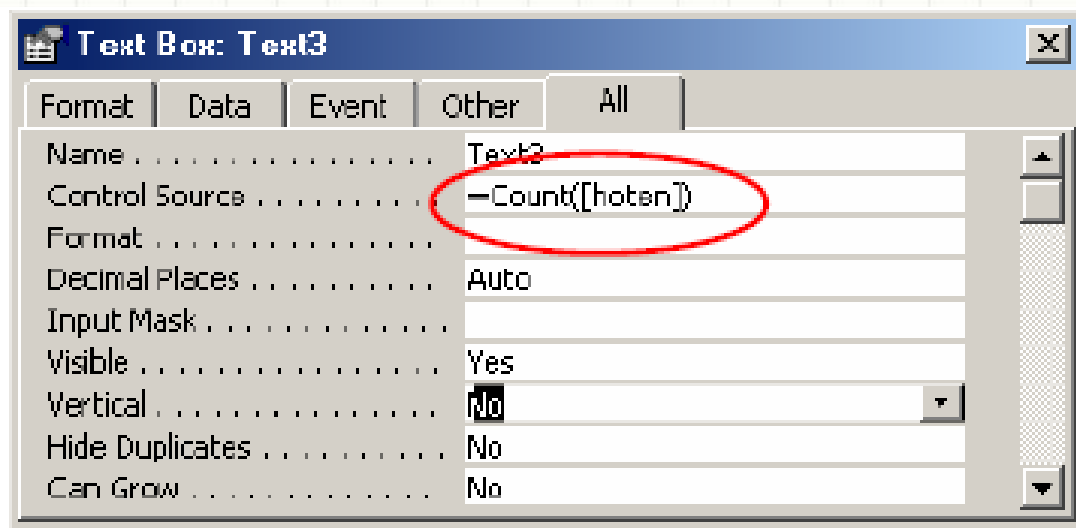 Text Box: Text3
Format Data Event Other All
Name . . . . . . . . . . . . . . . . . Text3
Control Source . . . . . . . . . =Count([hoten])
Format . . . . . . . . . . . . . . . .
Decimal Places . . . . . . . . . . Auto
Input Mask . . . . . . . . . . . . .
Visible . . . . . . . . . . . . . . . . Yes
Vertical . . . . . . . . . . . . . . . No
Hide Duplicates . . . . . . . . . . No
Can Grow . . . . . . . . . . . . . No